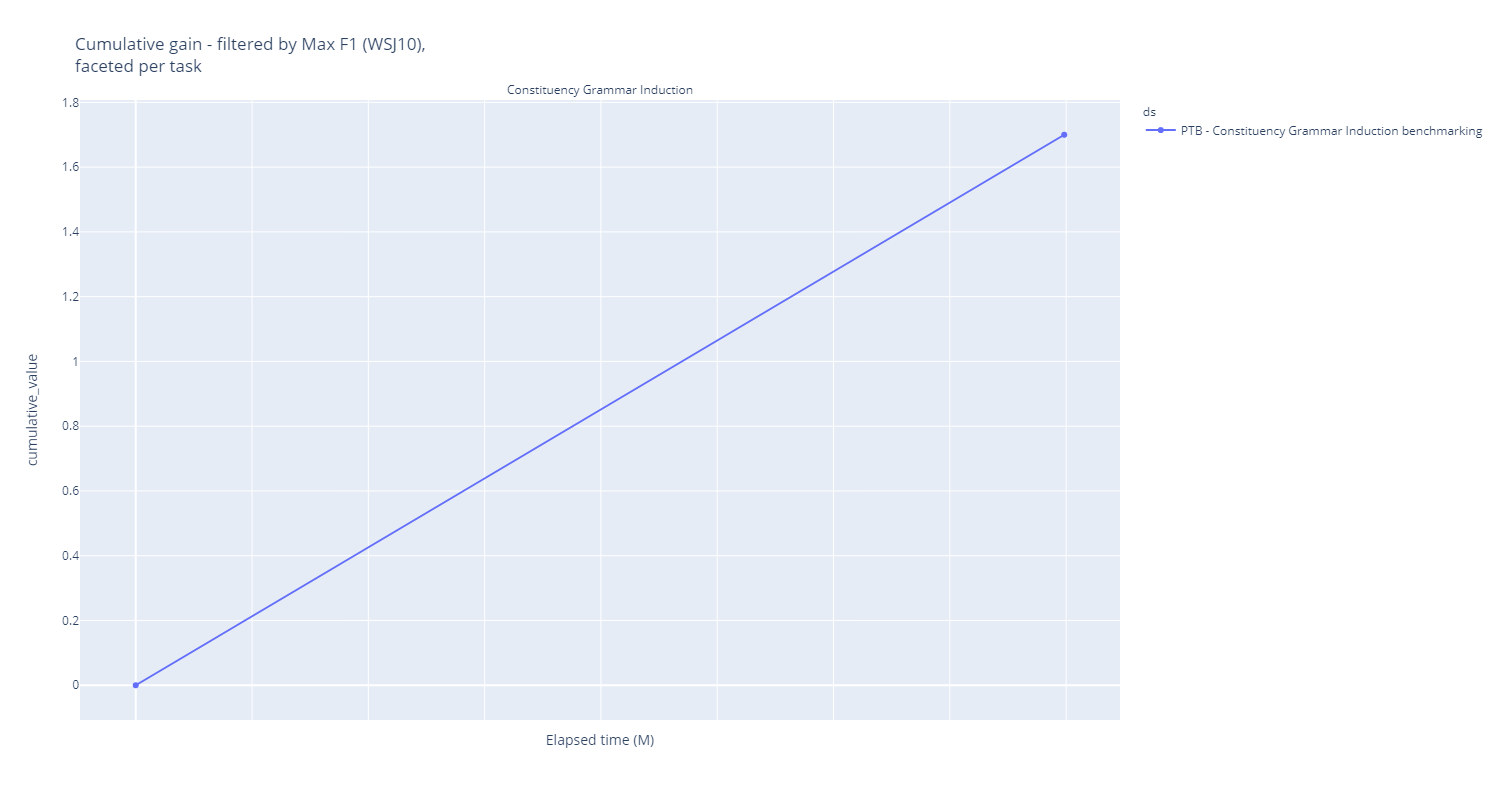 Cumulative gain - filtered by Max F1 (WSJ10),
faceted per task
Constituency Grammar Induction
ds
PTB - Constituency Grammar Induction benchmarking
1.8
1.6
1.4
1.2
1
0.8
0.6
0.4
0.2
0
cumulative_value
Elapsed time (M)